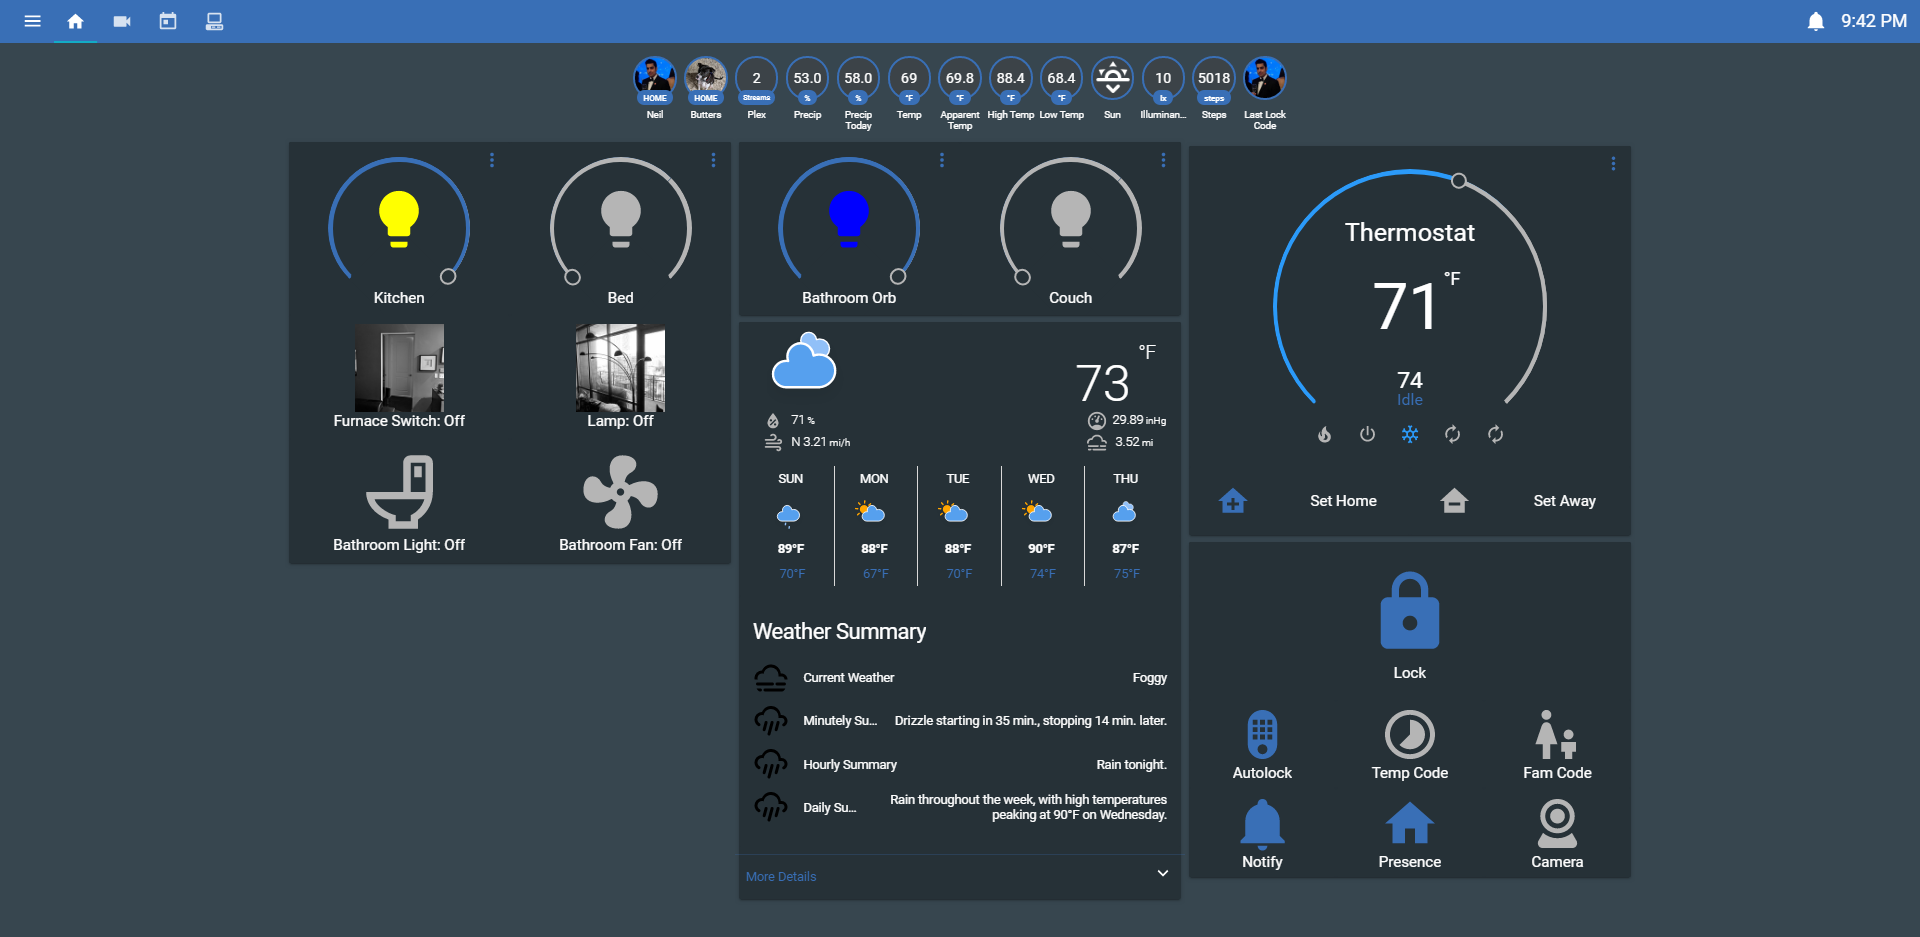 9:42 PM
2
53.0
58.0
69
69.8
88.4
68.4
10
5018
HOME
HOME
Streams
%
%
°F
°F
°F
°F
lx
steps
Neil
Butters
Plex
Precip
Precip
Today
Temp
Apparent
Temp
High Temp
Low Temp
Sun
Illuminan...
Steps
Last Lock
Code
Kitchen
Bed
Furnace Switch: Off
Lamp: Off
Bathroom Light: Off
Bathroom Fan: Off
Bathroom Orb
Couch
73 °F
71 %
29.89 inHg
N 3.21 mi/h
3.52 mi
SUN
MON
TUE
WED
THU
89°F
88°F
88°F
90°F
87°F
70°F
67°F
70°F
74°F
75°F
Weather Summary
Current Weather
Foggy
Minutely Su...
Drizzle starting in 35 min., stopping 14 min. later.
Hourly Summary
Rain tonight.
Daily Su...
Rain throughout the week, with high temperatures
peaking at 90°F on Wednesday.
More Details
Thermostat
71 °F
74
Idle
Set Home
Set Away
Lock
Autolock
Temp Code
Fam Code
Notify
Presence
Camera